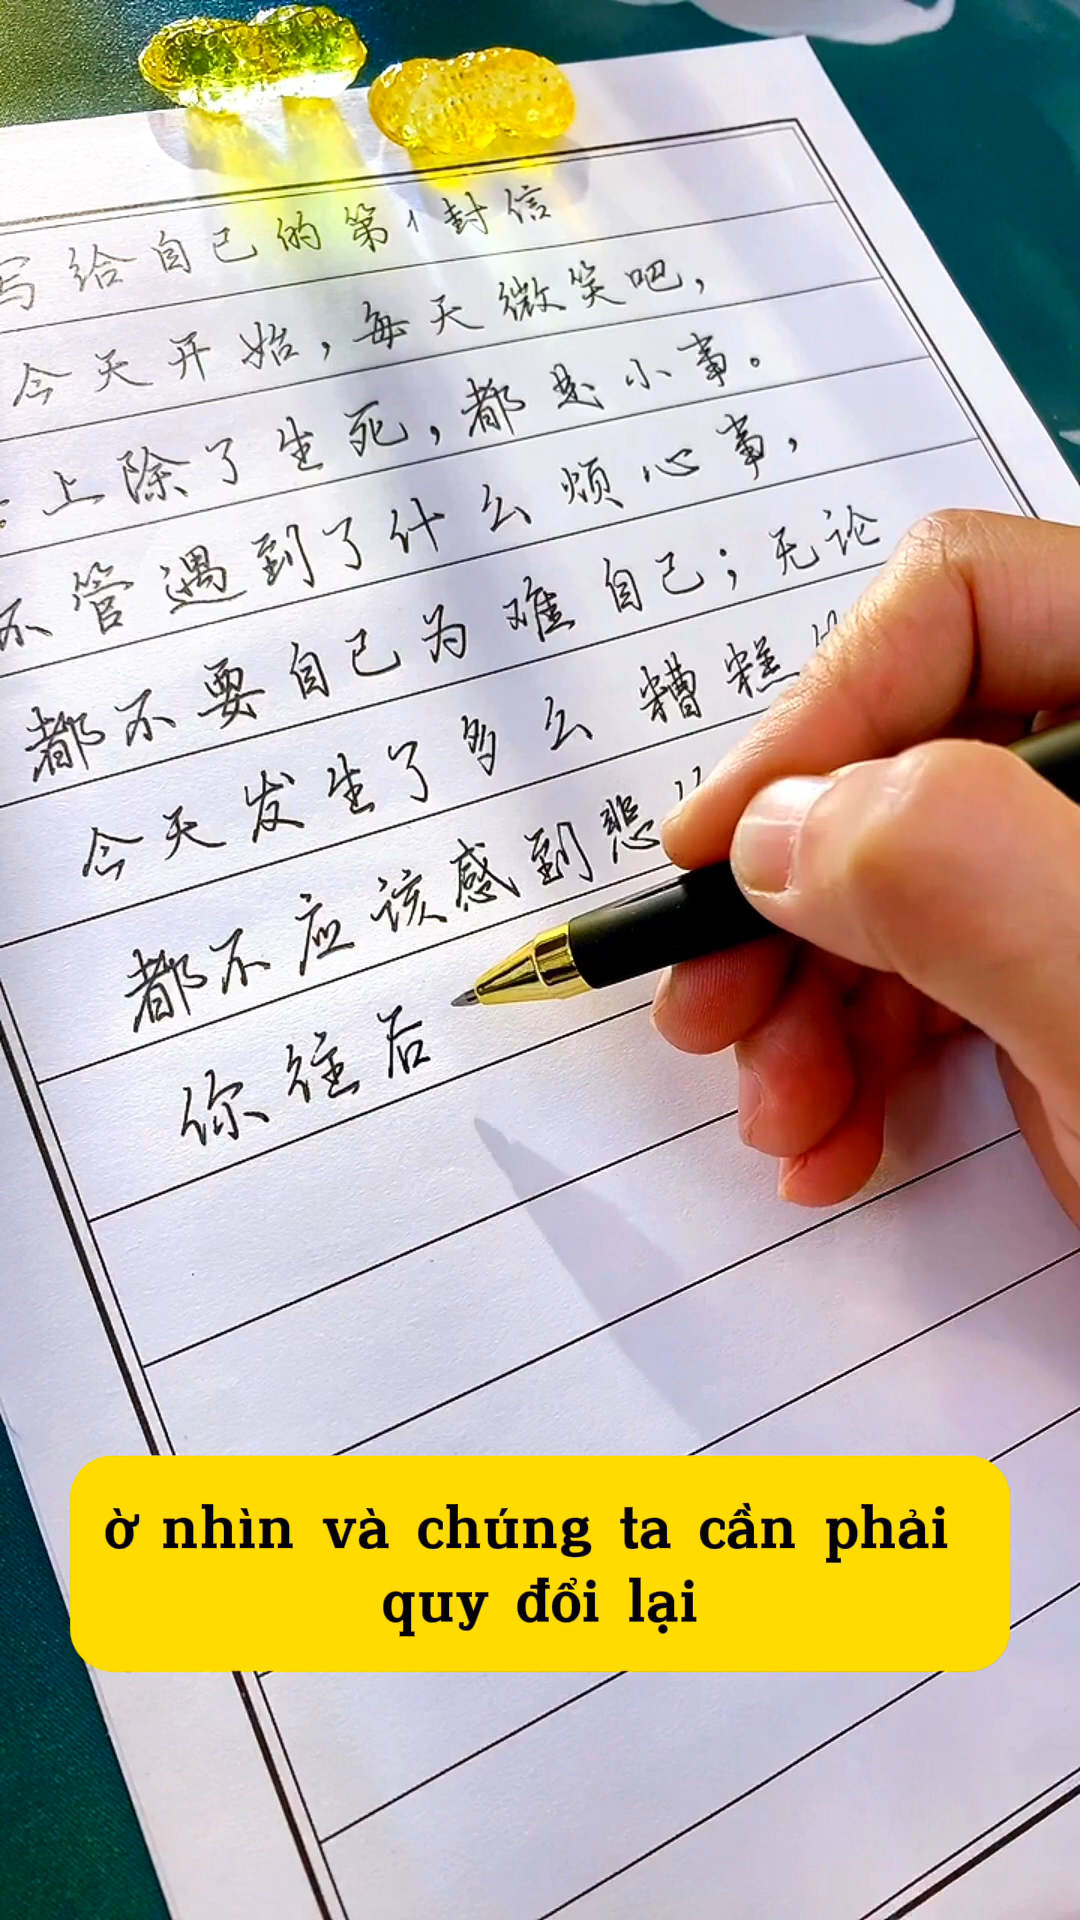 写给自己的第1封信
今天开始,每天微笑吧,
上除了生死,都是小事。
不管遇到了什么烦心事,
都不要自己为难自己;无论
今天发生了多么糟糕
都不应该感到悲
你往后
ờ nhìn và chúng ta cần phải
quy đổi lại